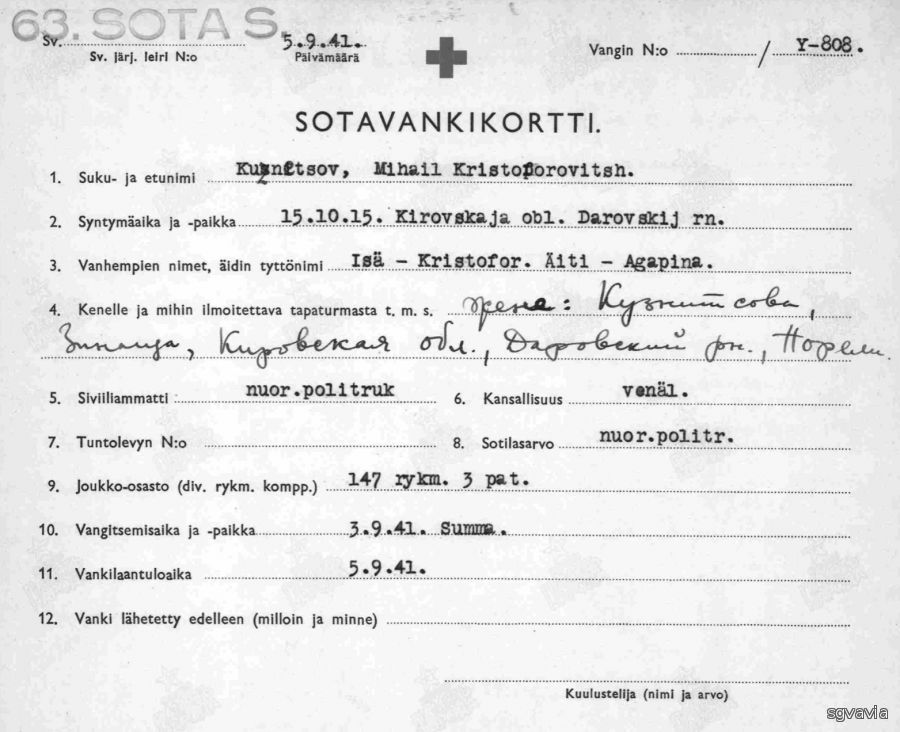 63. SOTA S.
Sv. 5.9.41. Vangin N:o / Y-808.
Sv. järj. leiri N:o Päivämäärä
SOTAVANKIKORTTI.
1. Suku- ja etunimi Kuznetsov, Mihail Kristoforovitsh.
2. Syntymäaika ja -paikka 15.10.15. Kirovskaja obl. Darovskij rn.
3. Vanhempien nimet, äidin tyttönimi Isä - Kristofor. Äiti - Agapina.
4. Kenelle ja mihin ilmoitettava tapaturmasta t. m. s. жена: Кузнитсова,
Зинаида, Кировская обл., Даровский рн.,
5. Siviiliammatti nuor.politruk 6. Kansallisuus venäl.
7. Tuntolevyn N:o 8. Sotilasarvo nuor.politr.
9. Joukko-osasto (div. rykm. kompp.) 147 rykm. 3 pat.
10. Vangitsemisaika ja -paikka 3.9.41. Summa.
11. Vankilaantuloaika 5.9.41.
12. Vanki lähetetty edelleen (milloin ja minne)
Kuulustelija (nimi ja arvo)
sgvavia